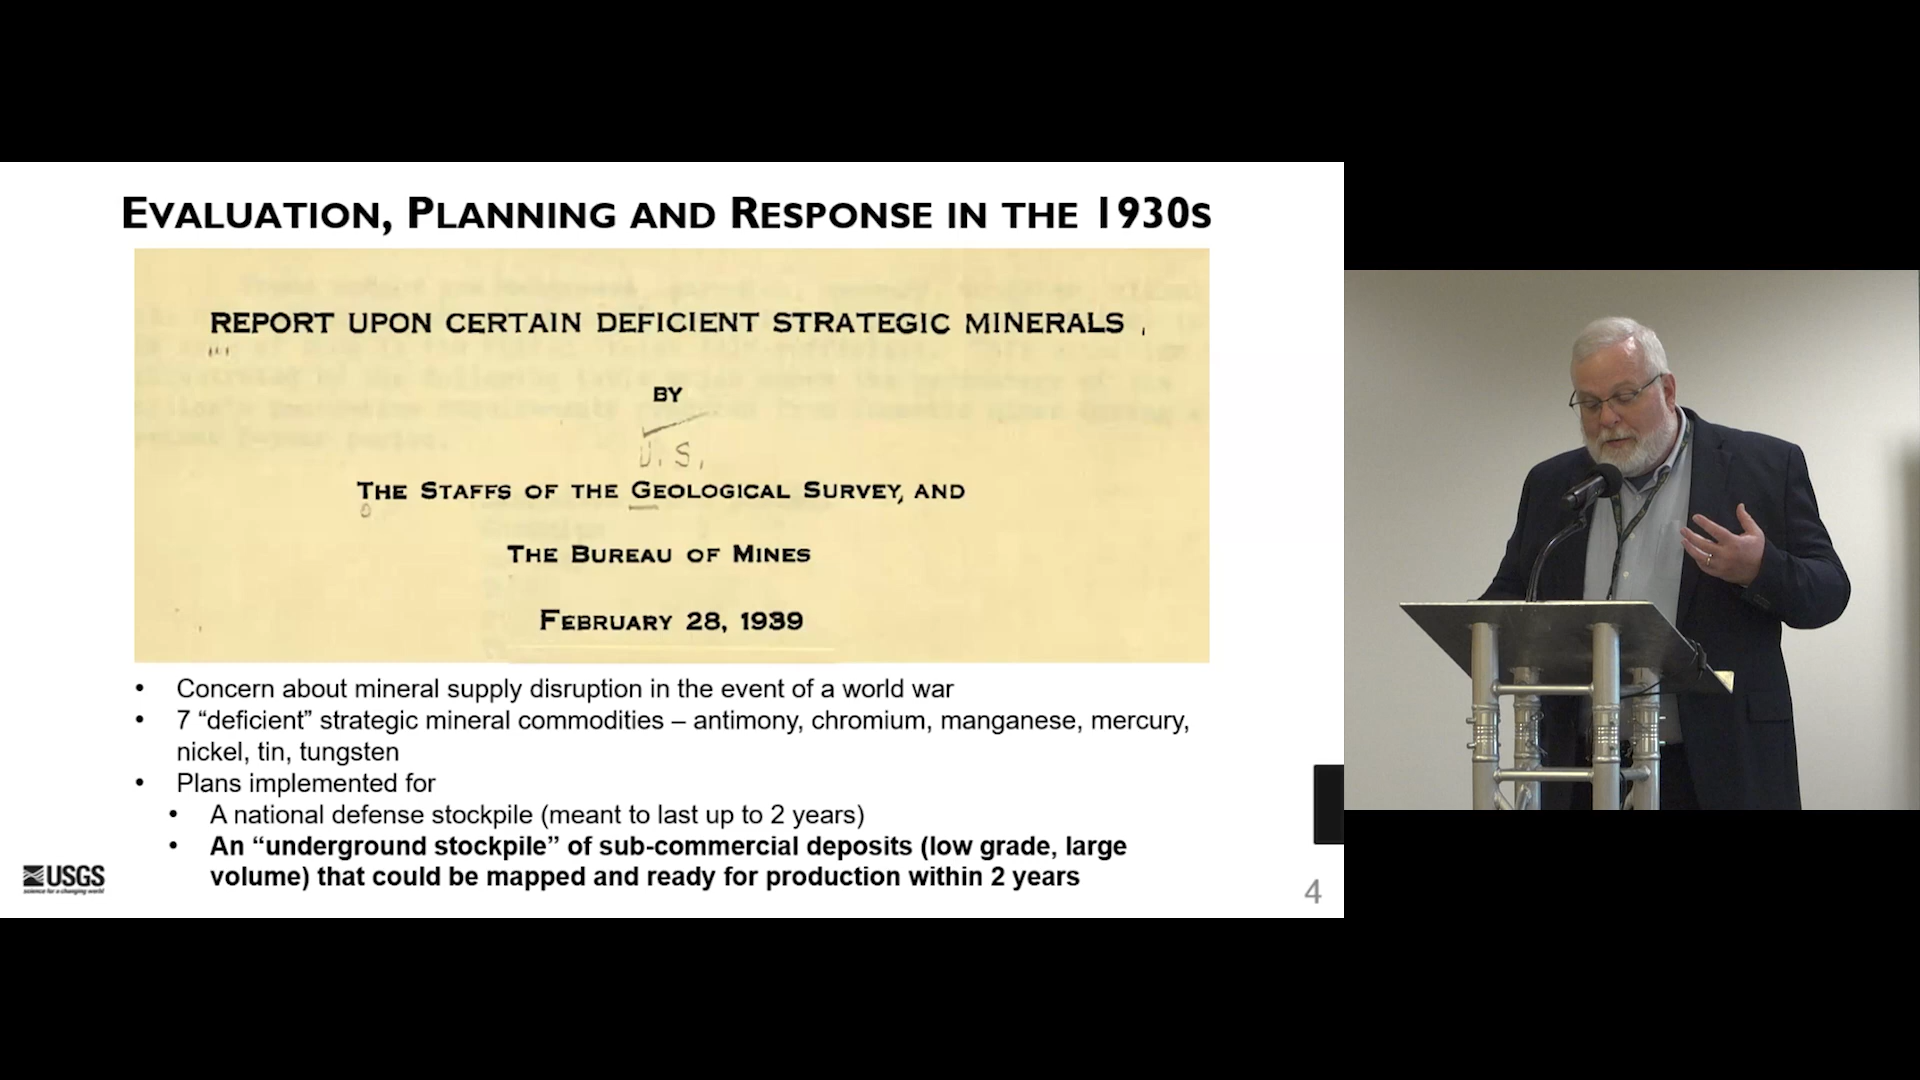 EVALUATION, PLANNING AND RESPONSE IN THE 1930S
REPORT UPON CERTAIN DEFICIENT STRATEGIC MINERALS
BY
U.S.
THE STAFFS OF THE GEOLOGICAL SURVEY, AND
THE BUREAU OF MINES
FEBRUARY 28, 1939
• Concern about mineral supply disruption in the event of a world war
• 7 “deficient” strategic mineral commodities – antimony, chromium, manganese, mercury,
nickel, tin, tungsten
• Plans implemented for
• A national defense stockpile (meant to last up to 2 years)
• An “underground stockpile” of sub-commercial deposits (low grade, large
volume) that could be mapped and ready for production within 2 years
USGS
science for a changing world
4